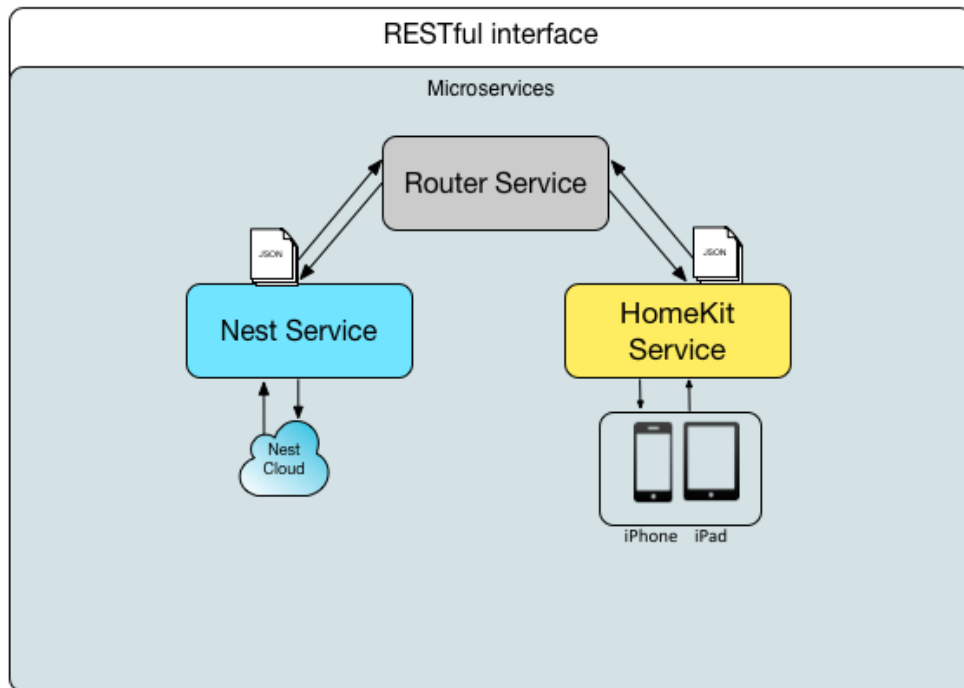 RESTful interface
Microservices
Router Service
JSON
JSON
Nest Service
HomeKit
Service
Nest
Cloud
iPhone iPad